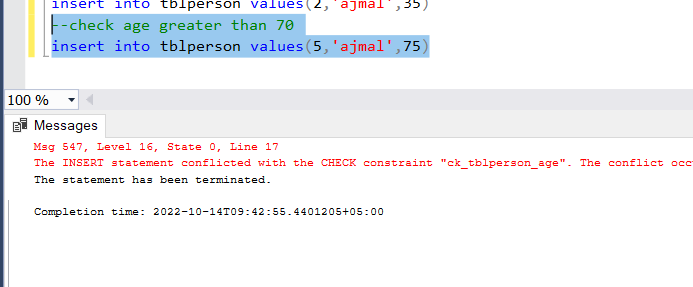 insert into tblperson values(2,'ajmal',35)
--check age greater than 70
insert into tblperson values(5,'ajmal',75)
100 %
Messages
Msg 547, Level 16, State 0, Line 17
The INSERT statement conflicted with the CHECK constraint "ck_tblperson_age". The conflict occ
The statement has been terminated.
Completion time: 2022-10-14T09:42:55.4401205+05:00